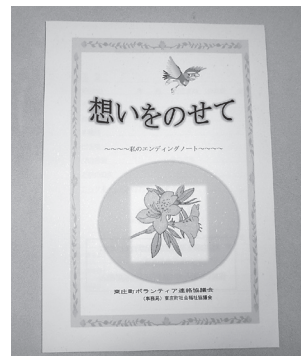 想いをのせて
～～～～私のエンディングノート～～～～
東庄町ボランティア連絡協議会
(事務局) 東庄町社会福祉協議会